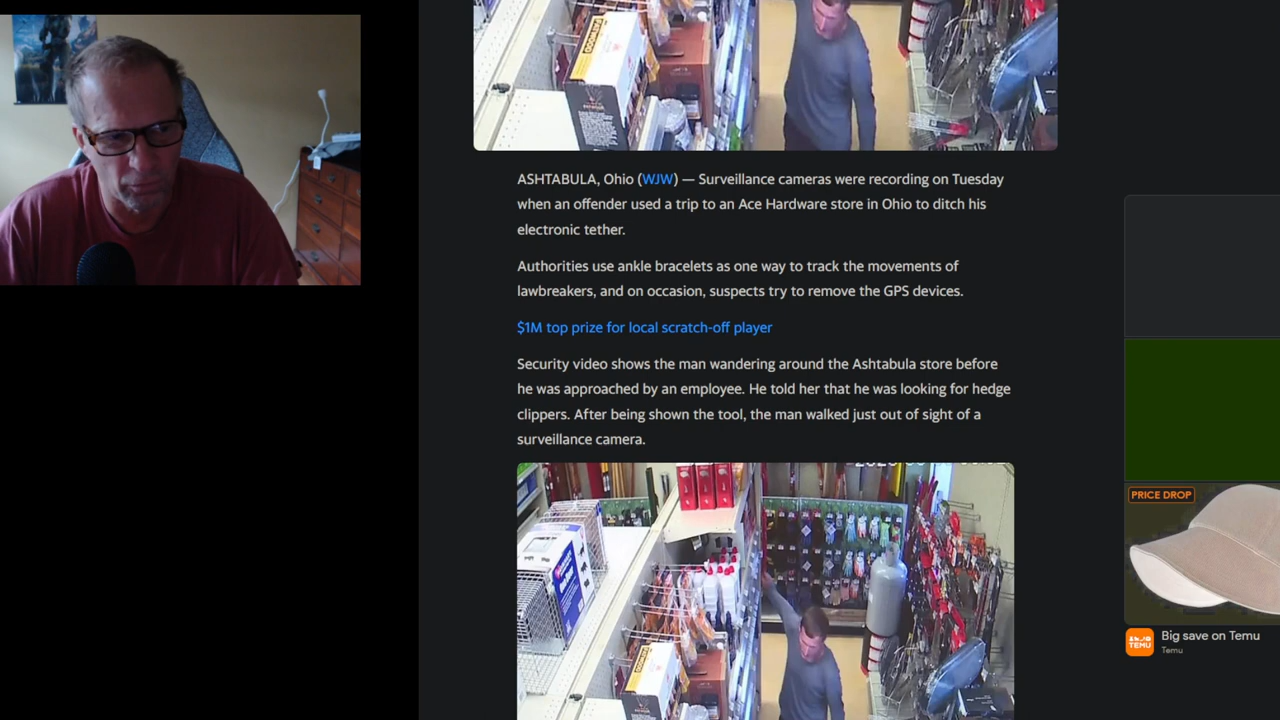 ASHTABULA, Ohio (WJW) — Surveillance cameras were recording on Tuesday
when an offender used a trip to an Ace Hardware store in Ohio to ditch his
electronic tether.
Authorities use ankle bracelets as one way to track the movements of
lawbreakers, and on occasion, suspects try to remove the GPS devices.
$1M top prize for local scratch-off player
Security video shows the man wandering around the Ashtabula store before
he was approached by an employee. He told her that he was looking for hedge
clippers. After being shown the tool, the man walked just out of sight of a
surveillance camera.
PRICE DROP
TEMU
Big save on Temu
Temu